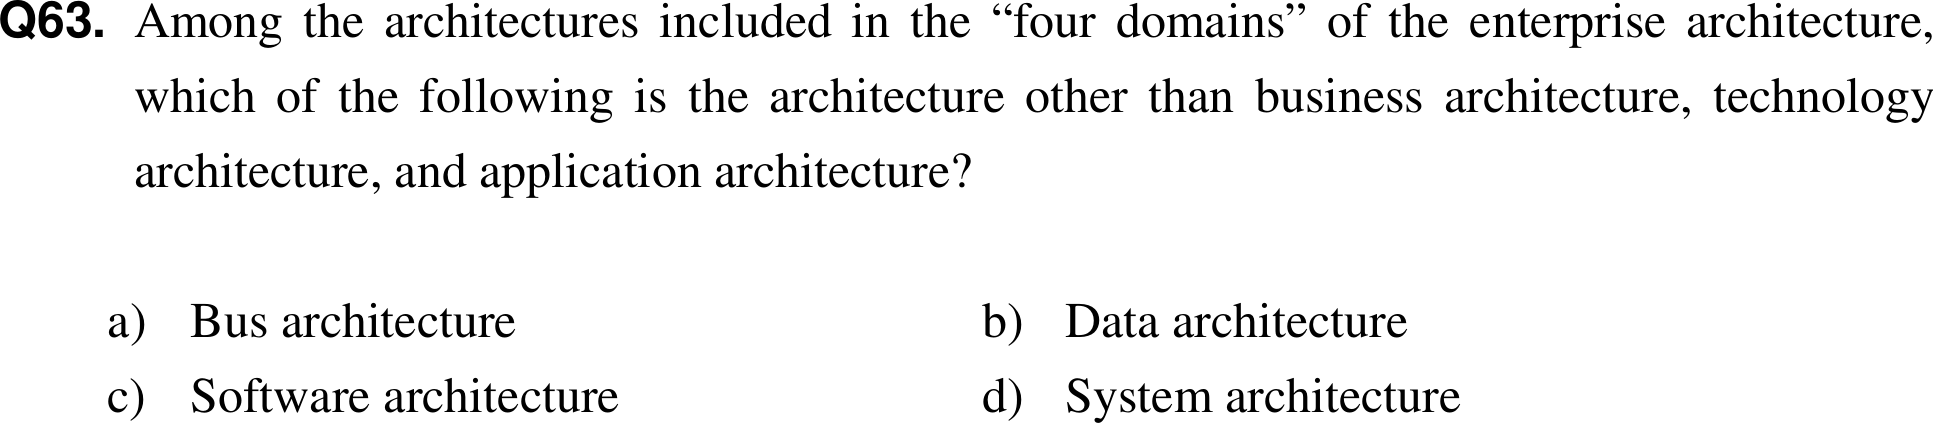 Q63. Among the architectures included in the “four domains” of the enterprise architecture,
which of the following is the architecture other than business architecture, technology
architecture, and application architecture?
a) Bus architecture b) Data architecture
c) Software architecture d) System architecture